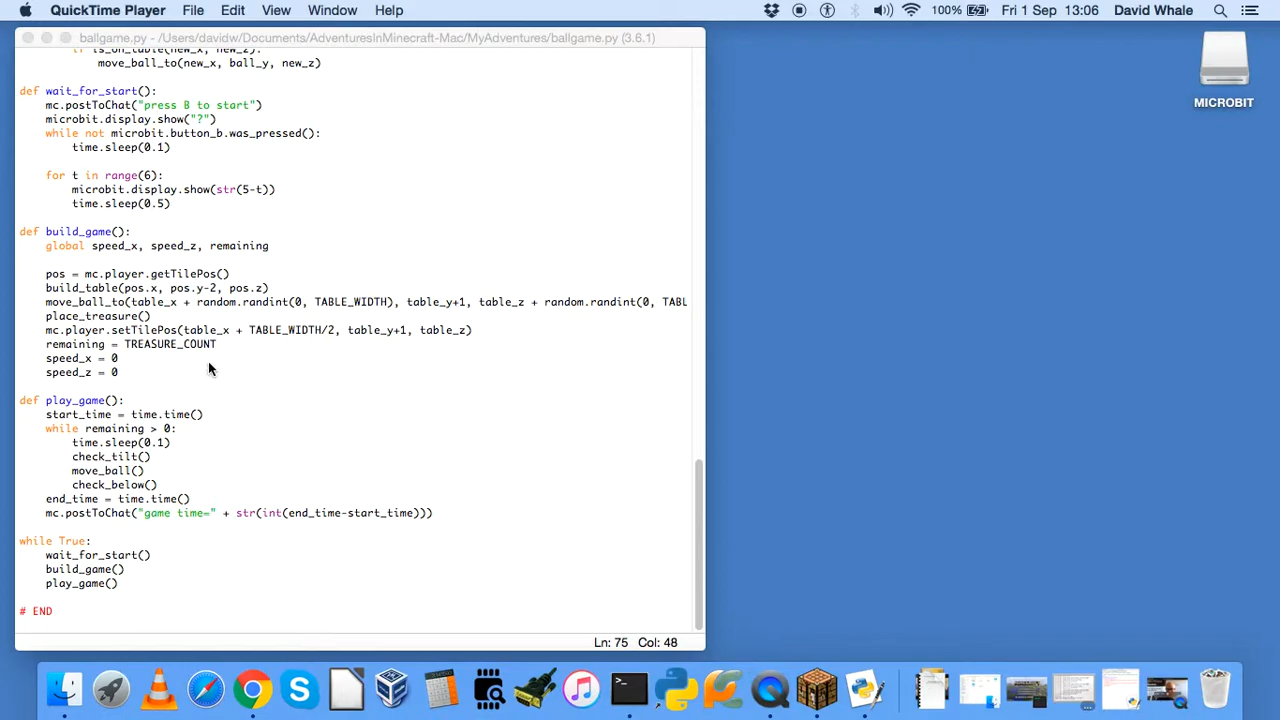 QuickTime Player File Edit View Window Help 100% Fri 1 Sep 13:06 David Whale
ballgame.py - /Users/davidw/Documents/AdventuresInMinecraft-Mac/MyAdventures/ballgame.py (3.6.1)
if is_on_table(new_x, new_z):
move_ball_to(new_x, ball_y, new_z)
def wait_for_start():
mc.postToChat("press B to start")
microbit.display.show("?")
while not microbit.button_b.was_pressed():
time.sleep(0.1)
for t in range(6):
microbit.display.show(str(5-t))
time.sleep(0.5)
def build_game():
global speed_x, speed_z, remaining
pos = mc.player.getTilePos()
build_table(pos.x, pos.y-2, pos.z)
move_ball_to(table_x + random.randint(0, TABLE_WIDTH), table_y+1, table_z + random.randint(0, TABL
place_treasure()
mc.player.setTilePos(table_x + TABLE_WIDTH/2, table_y+1, table_z)
remaining = TREASURE_COUNT
speed_x = 0
speed_z = 0
def play_game():
start_time = time.time()
while remaining > 0:
time.sleep(0.1)
check_tilt()
move_ball()
check_below()
end_time = time.time()
mc.postToChat("game time=" + str(int(end_time-start_time)))
while True:
wait_for_start()
build_game()
play_game()
# END
Ln: 75 Col: 48
MICROBIT